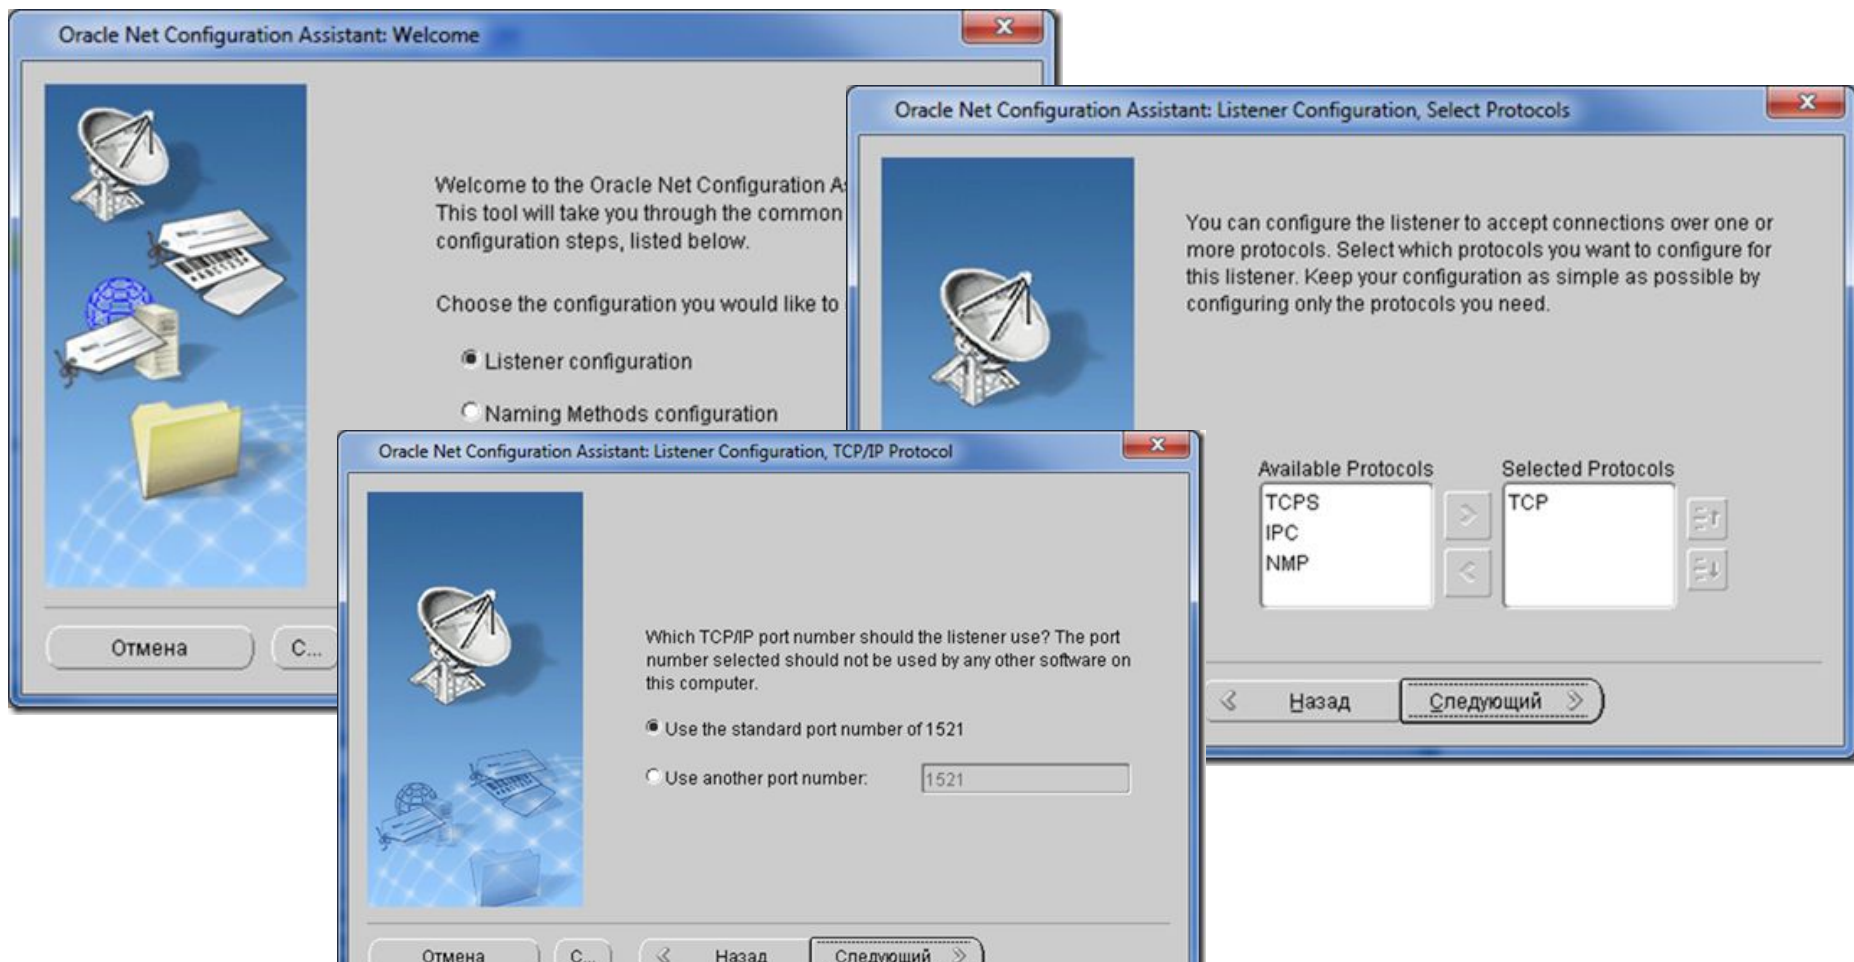 Oracle Net Configuration Assistant: Welcome
Welcome to the Oracle Net Configuration A
This tool will take you through the common
configuration steps, listed below.
Choose the configuration you would like to
Listener configuration
Naming Methods configuration
Отмена
С...
Oracle Net Configuration Assistant: Listener Configuration, Select Protocols
You can configure the listener to accept connections over one or
more protocols. Select which protocols you want to configure for
this listener. Keep your configuration as simple as possible by
configuring only the protocols you need.
Available Protocols
Selected Protocols
TCPS
IPC
NMP
TCP
Назад
Следующий
Oracle Net Configuration Assistant: Listener Configuration, TCP/IP Protocol
Which TCP/IP port number should the listener use? The port
number selected should not be used by any other software on
this computer.
Use the standard port number of 1521
Use another port number:
1521
Отмена
С...
Назад
Следующий